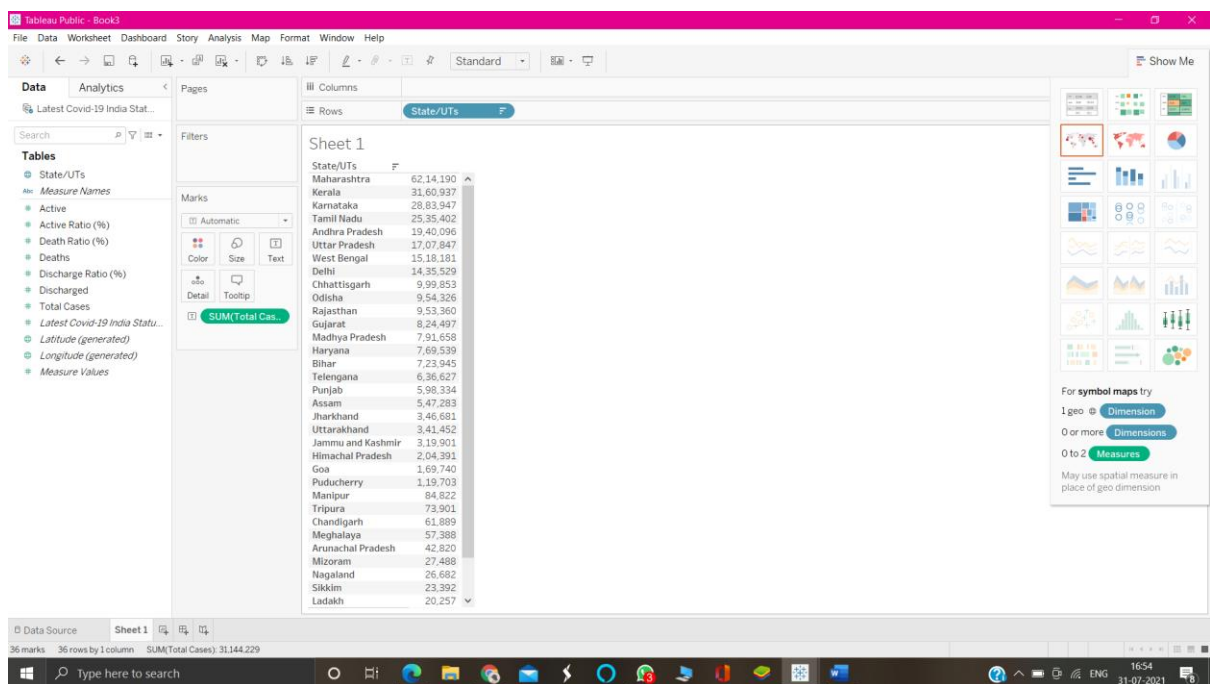 Tableau Public - Book3
File Data Worksheet Dashboard Story Analysis Map Format Window Help
Standard
Show Me
Data Analytics
Latest Covid-19 India Stat...
Search
Tables
State/UTs
Abc Measure Names
Active
Active Ratio (%)
Death Ratio (%)
Deaths
Discharge Ratio (%)
Discharged
Total Cases
Latest Covid-19 India Statu...
Latitude (generated)
Longitude (generated)
Measure Values
Pages
Filters
Marks
Automatic
Color Size Text
Detail Tooltip
SUM(Total Cas..
Columns
Rows State/UTs
Sheet 1
State/UTs
Maharashtra 62,14,190
Kerala 31,60,937
Karnataka 28,83,947
Tamil Nadu 25,35,402
Andhra Pradesh 19,40,096
Uttar Pradesh 17,07,847
West Bengal 15,18,181
Delhi 14,35,529
Chhattisgarh 9,99,853
Odisha 9,54,326
Rajasthan 9,53,360
Gujarat 8,24,497
Madhya Pradesh 7,91,658
Haryana 7,69,539
Bihar 7,23,945
Telengana 6,36,627
Punjab 5,98,334
Assam 5,47,283
Jharkhand 3,46,681
Uttarakhand 3,41,452
Jammu and Kashmir 3,19,901
Himachal Pradesh 2,04,391
Goa 1,69,740
Puducherry 1,19,703
Manipur 84,822
Tripura 73,901
Chandigarh 61,889
Meghalaya 57,388
Arunachal Pradesh 42,820
Mizoram 27,488
Nagaland 26,682
Sikkim 23,392
Ladakh 20,257
For symbol maps try
1 geo Dimension
0 or more Dimensions
0 to 2 Measures
May use spatial measure in
place of geo dimension
Data Source Sheet 1
36 marks 36 rows by 1 column SUM(Total Cases): 31,144,229
Type here to search
ENG
16:54
31-07-2021